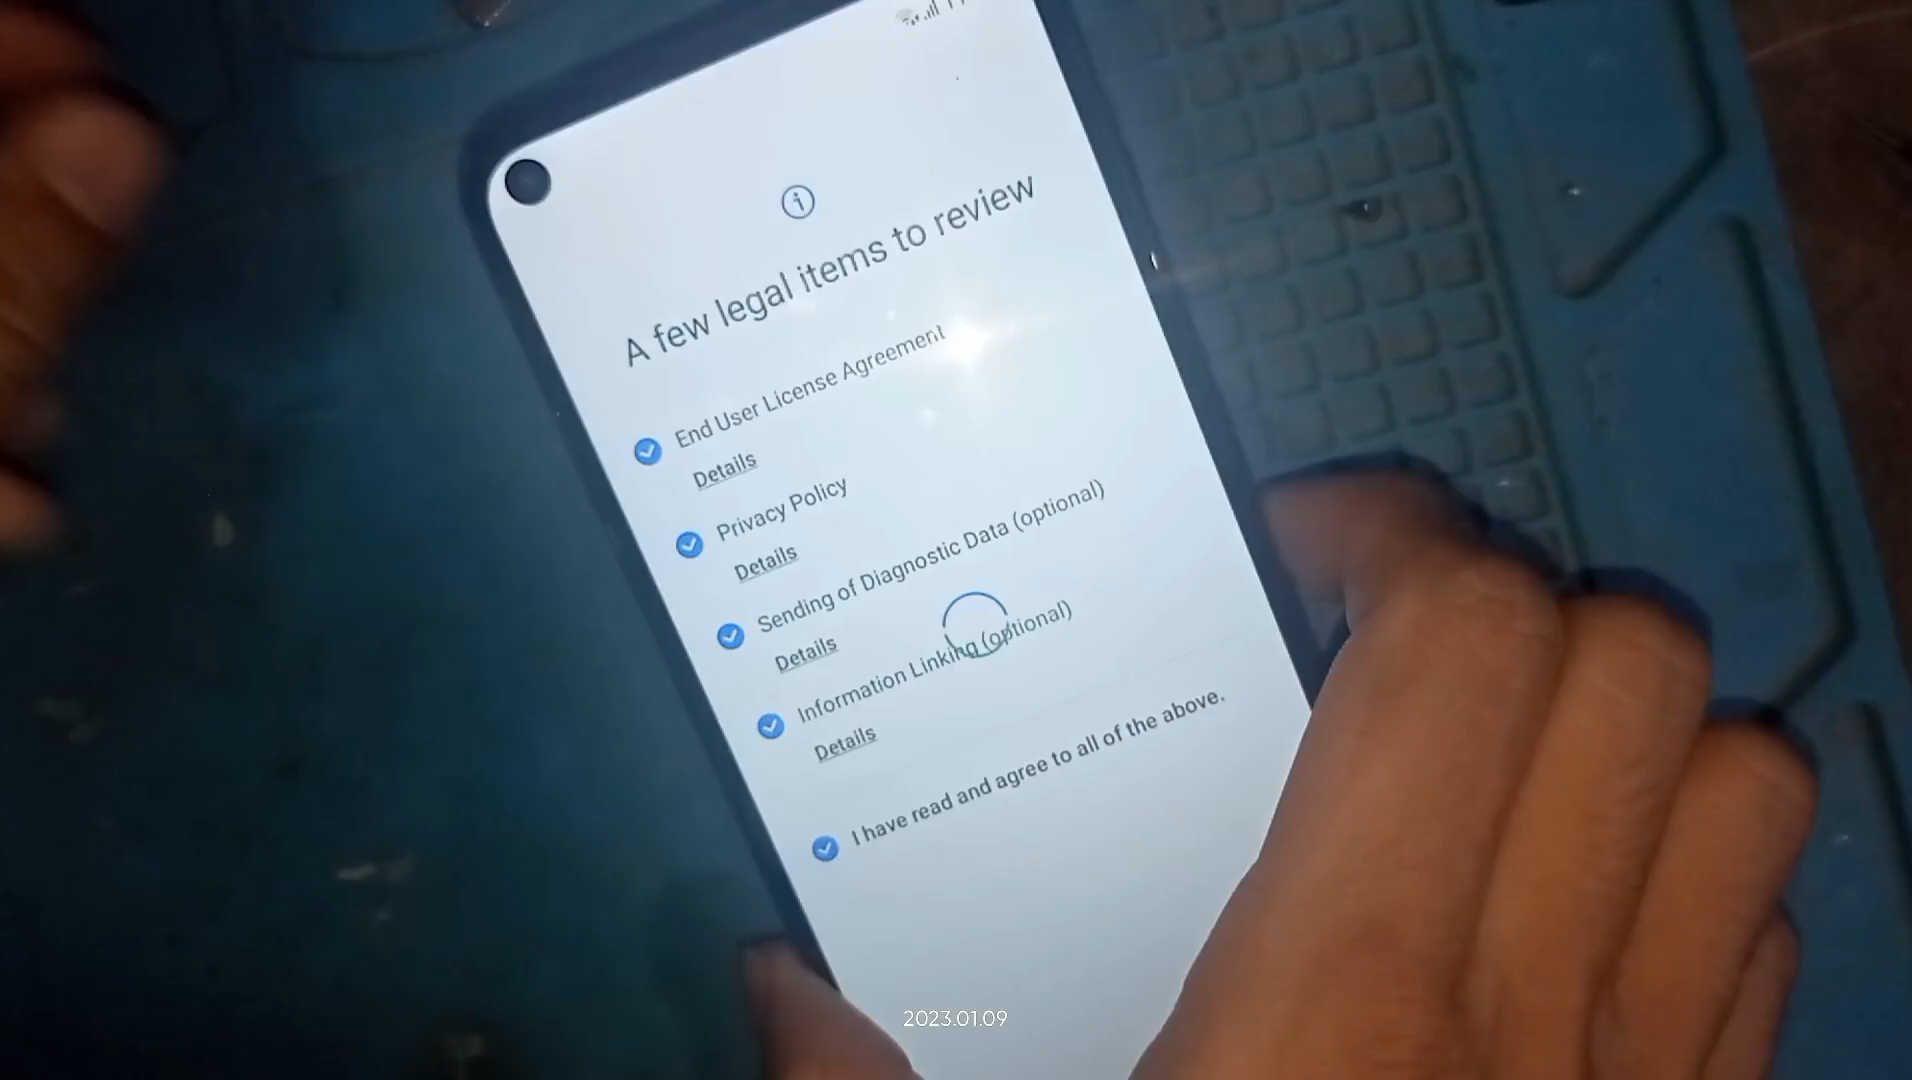 A few legal items to review
End User License Agreement
Details
Privacy Policy
Details
Sending of Diagnostic Data (optional)
Details
Information Linking (optional)
Details
I have read and agree to all of the above.
2023.01.09